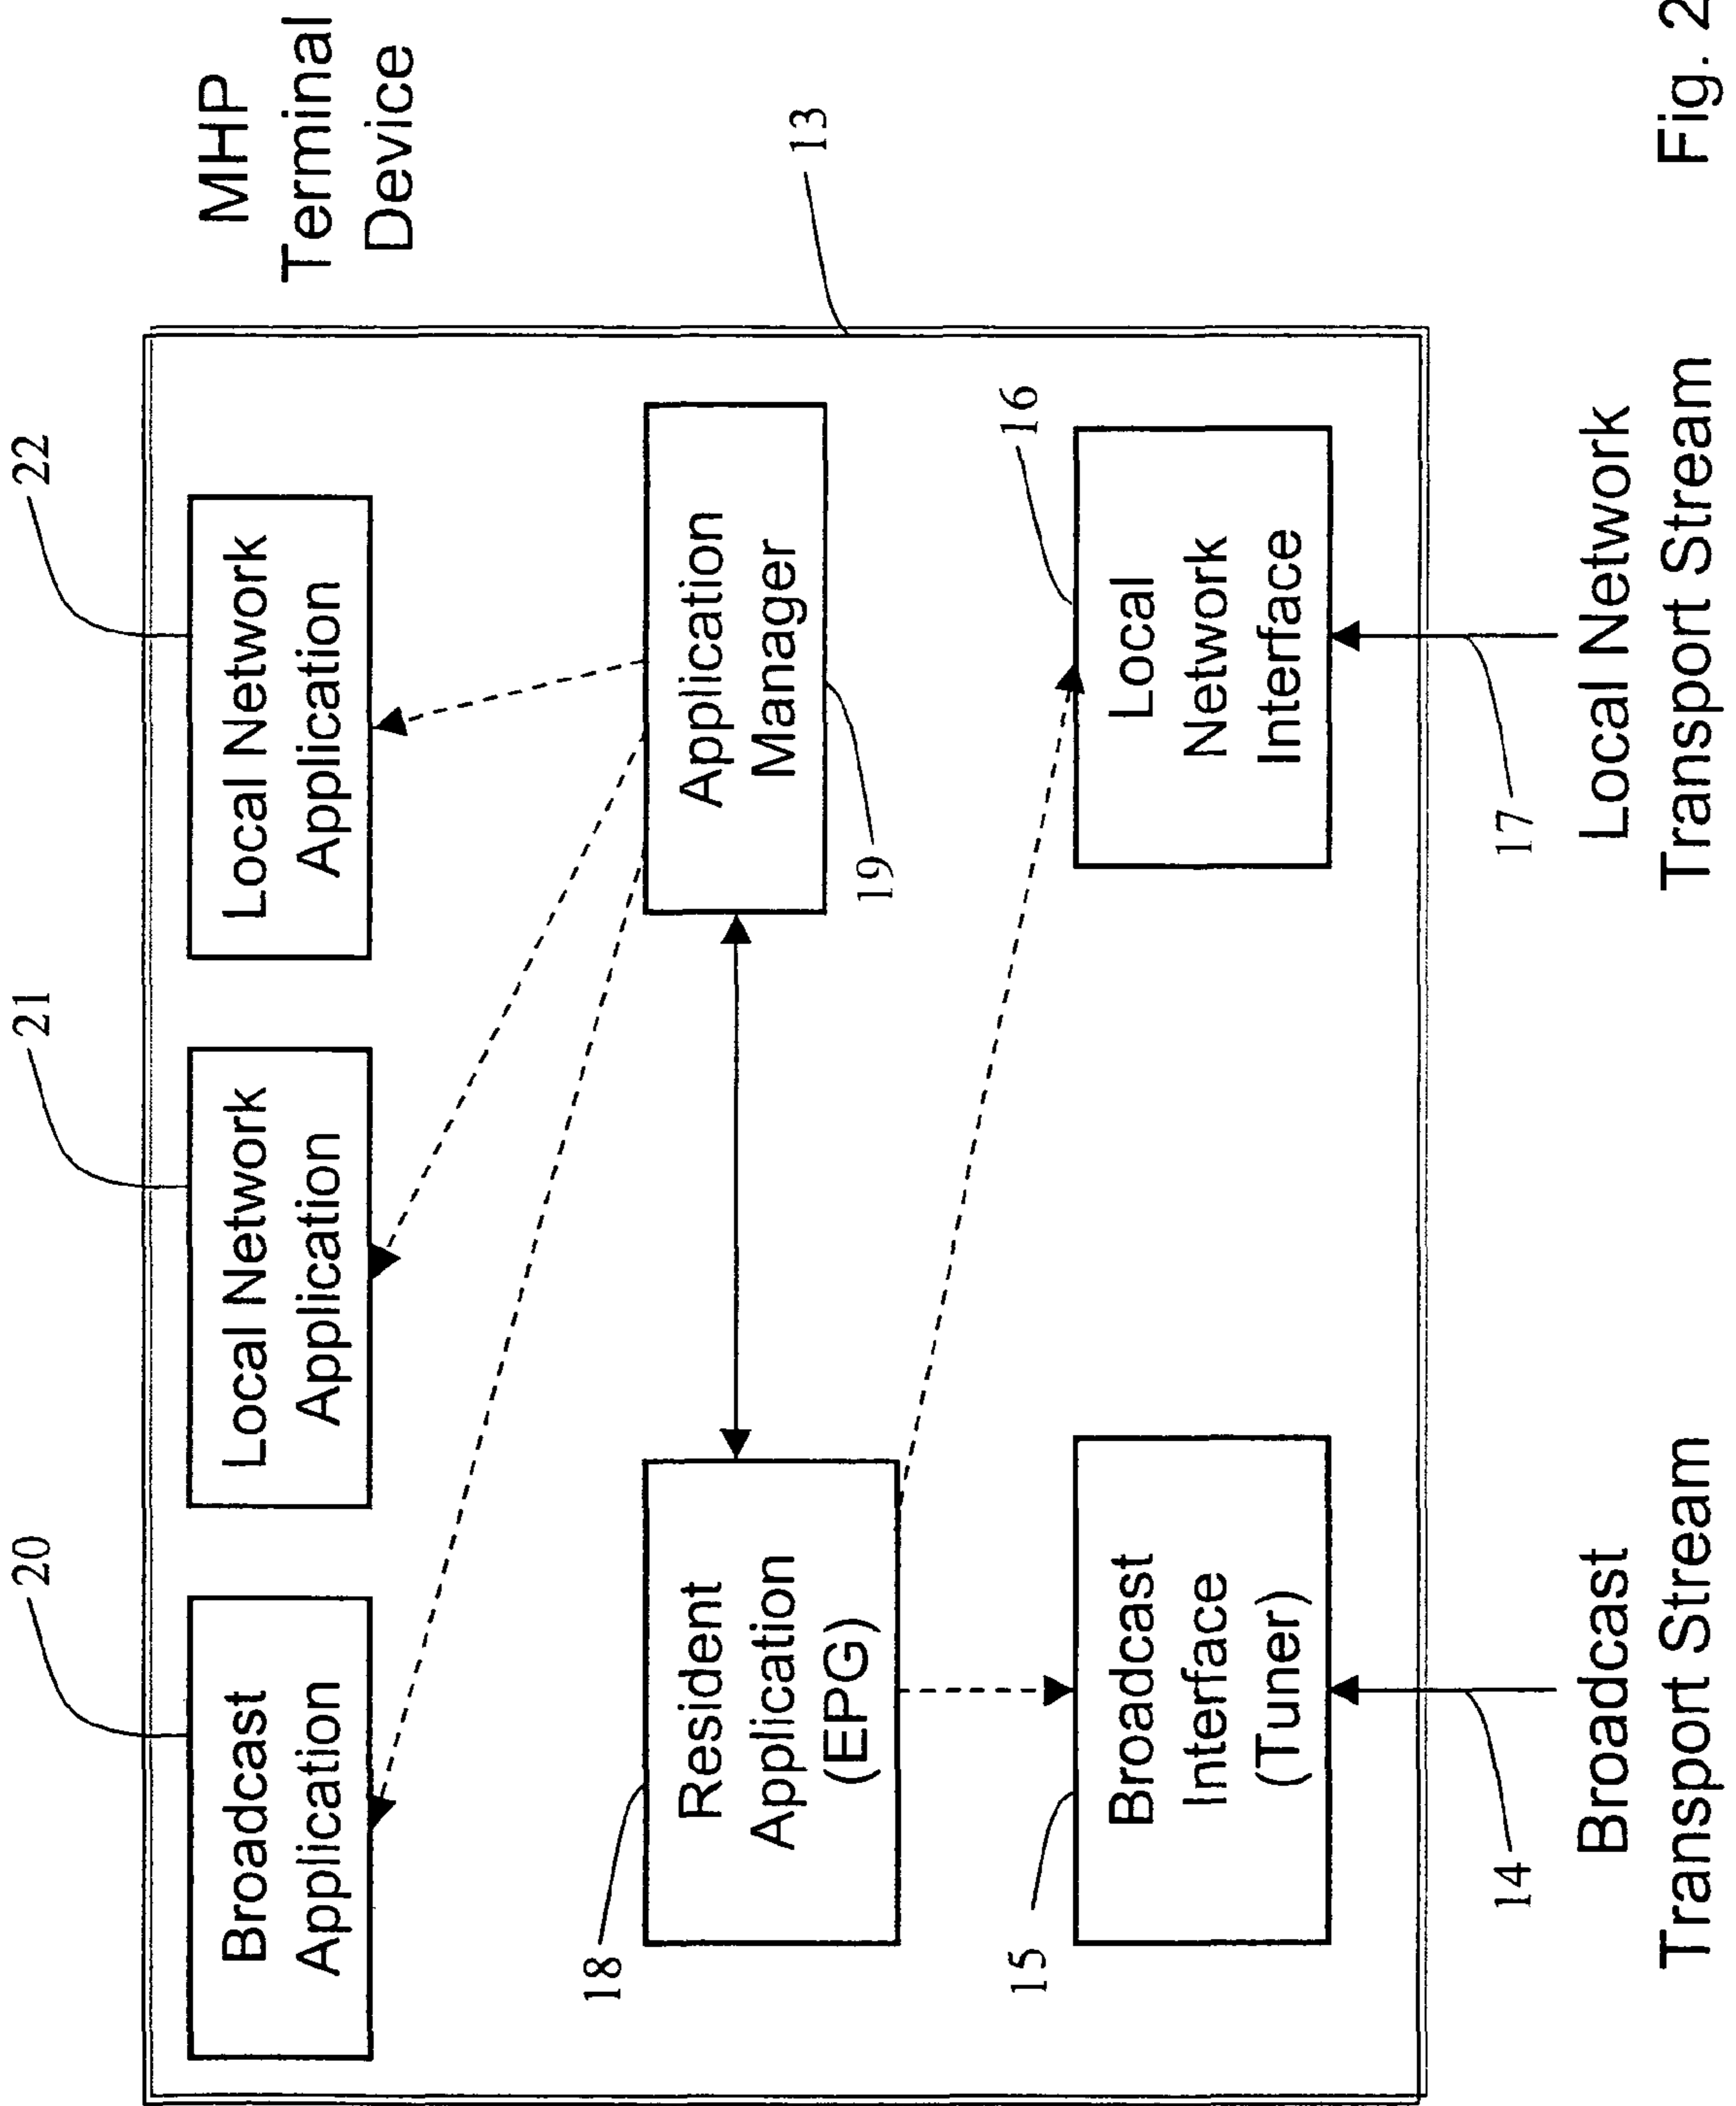 20
21
22
MHP
Terminal
Device
Broadcast
Application
Local Network
Application
Local Network
Application
13
18
Resident
Application
(EPG)
Application
Manager
19
15
Broadcast
Interface
(Tuner)
16
Local
Network
Interface
14
17
Broadcast
Transport Stream
Local Network
Transport Stream
Fig. 2